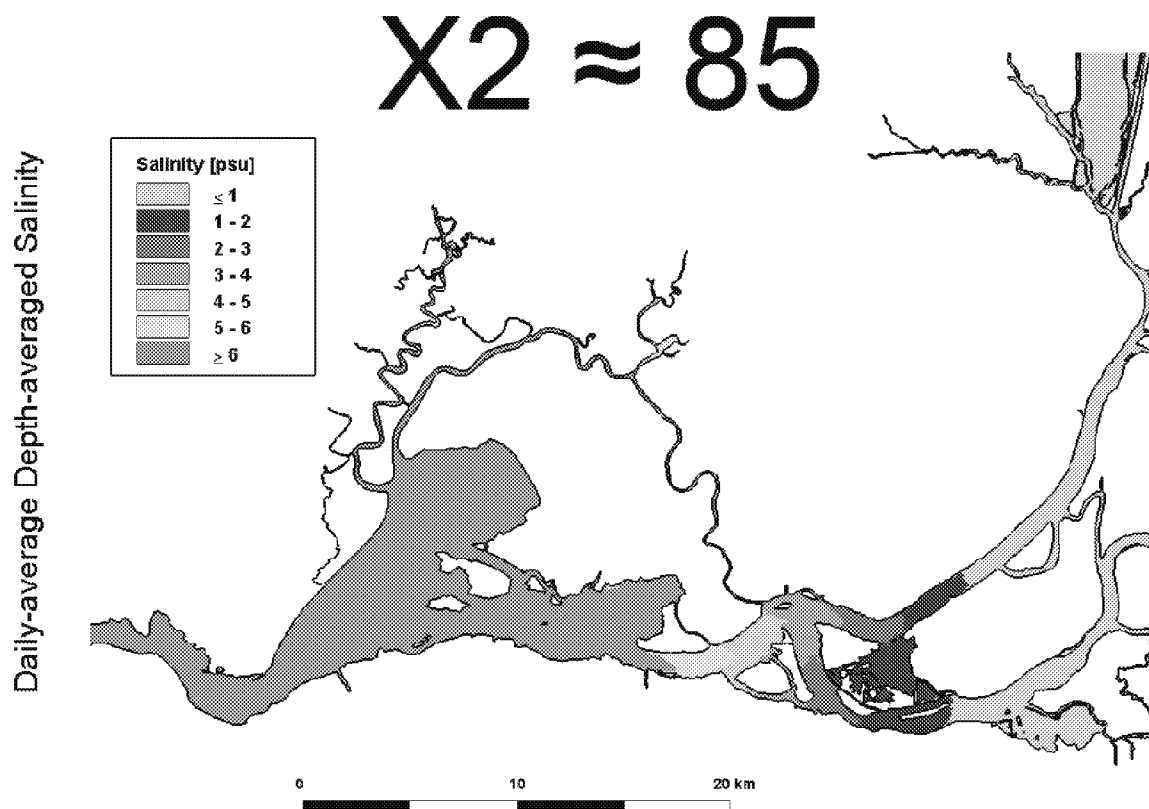 X2 ≈ 85
Daily-average Depth-averaged Salinity
Salinity [psu]
≤ 1
1 - 2
2 - 3
3 - 4
4 - 5
5 - 6
≥ 6
0 10 20 km